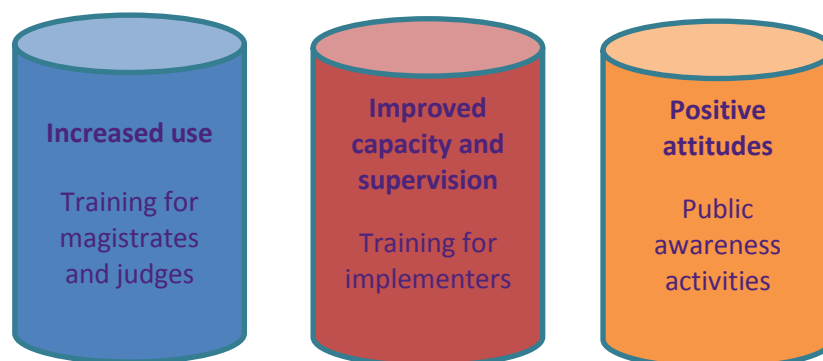 Increased use
Training for
magistrates
and judges
Improved
capacity and
supervision
Training for
implementers
Positive
attitudes
Public
awareness
activities